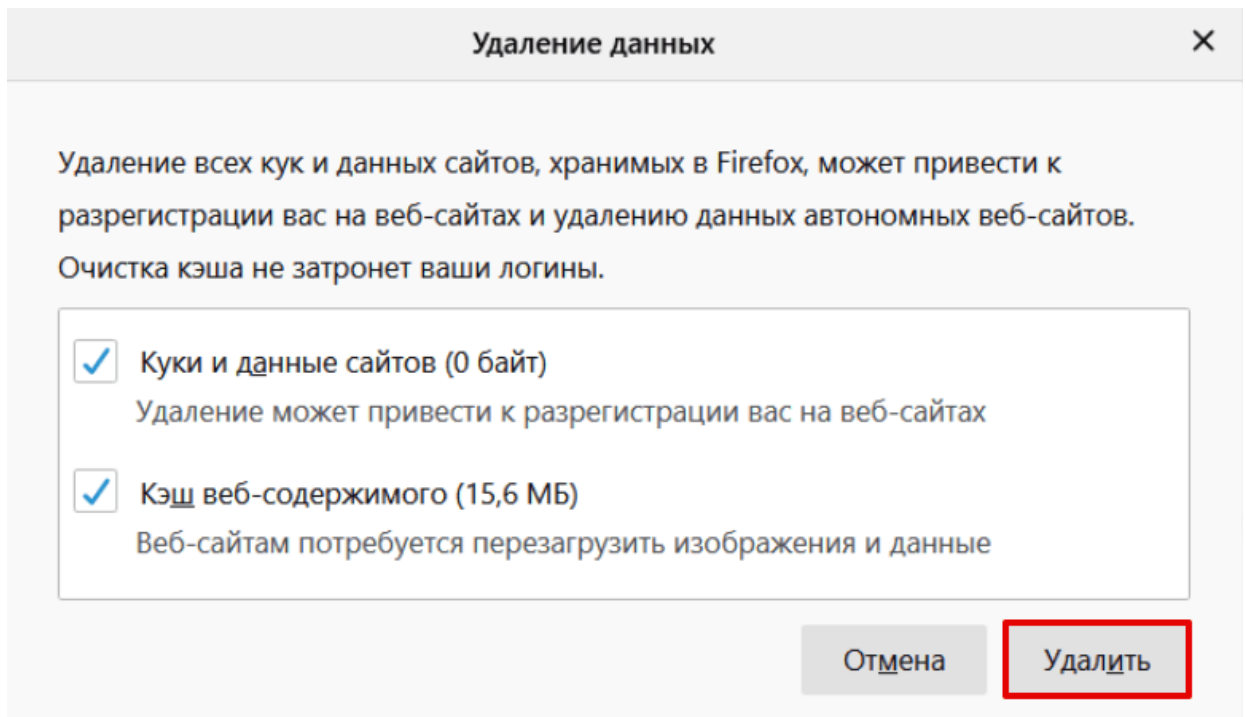 Удаление данных
Удаление всех кук и данных сайтов, хранимых в Firefox, может привести к
разрегистрации вас на веб-сайтах и удалению данных автономных веб-сайтов.
Очистка кэша не затронет ваши логины.
Куки и данные сайтов (0 байт)
Удаление может привести к разрегистрации вас на веб-сайтах
Кэш веб-содержимого (15,6 МБ)
Веб-сайтам потребуется перезагрузить изображения и данные
Отмена
Удалить